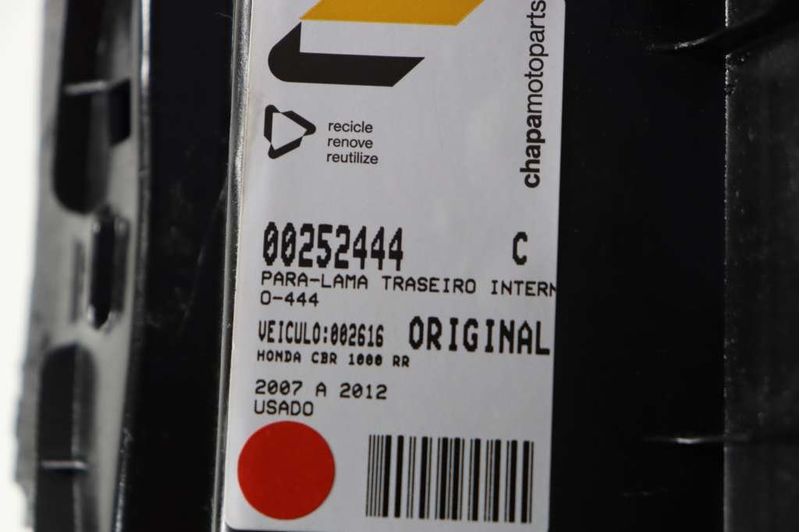 chapamotoparts
recicle
renove
reutilize
00252444 C
PARA-LAMA TRASEIRO INTERN
O-444
VEICULO:002616 ORIGINAL
HONDA CBR 1000 RR
2007 A 2012
USADO